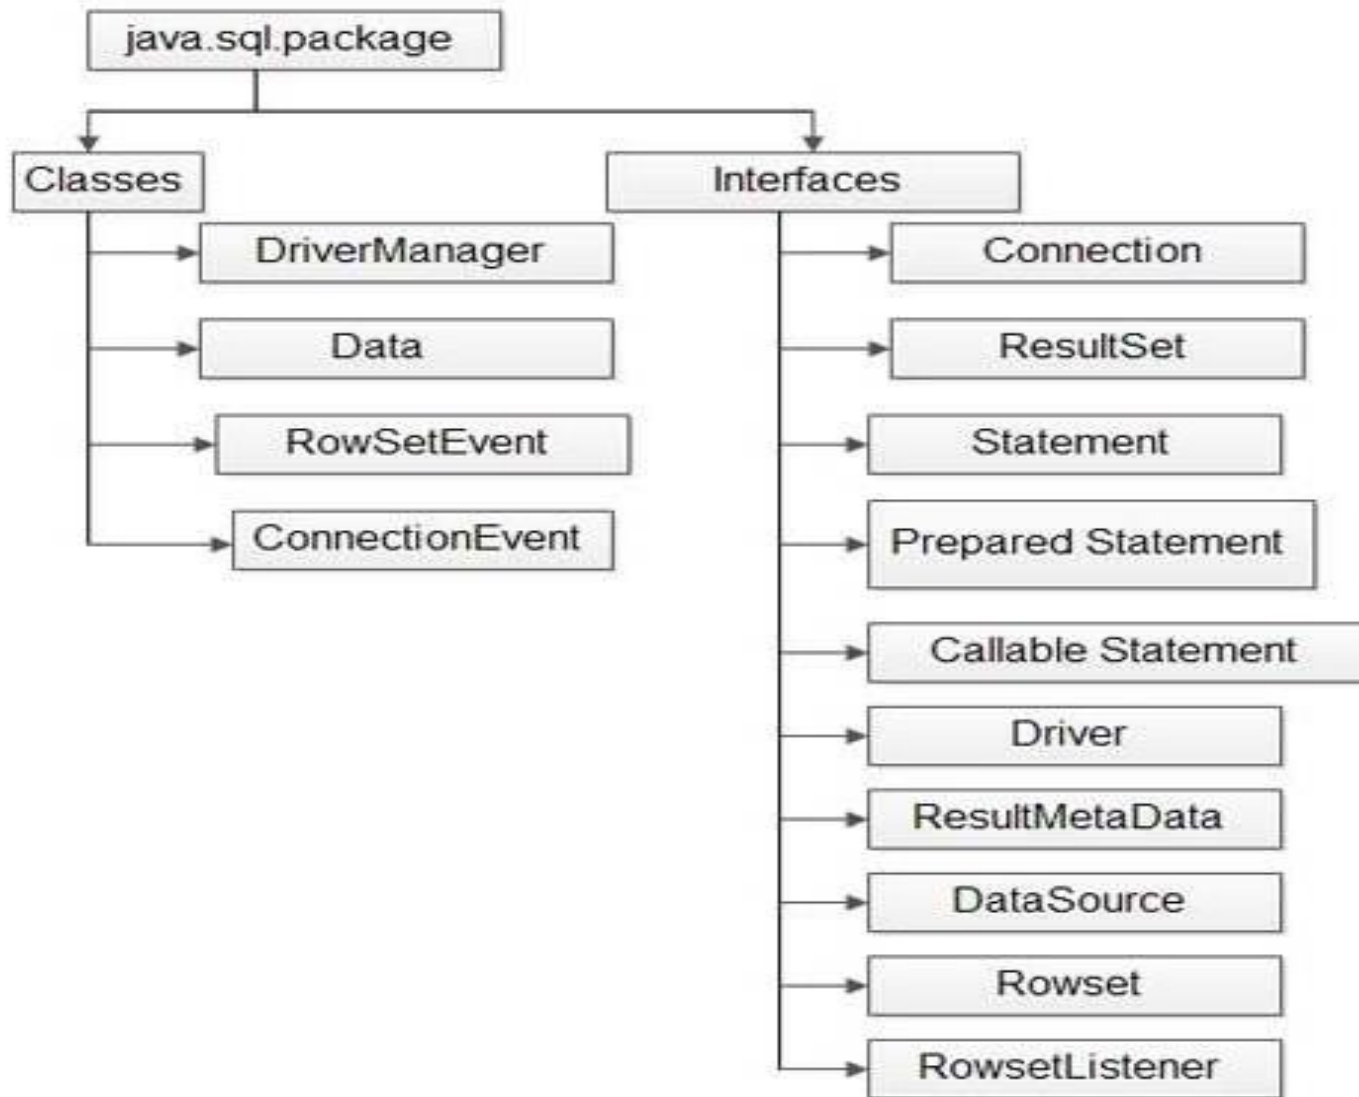 java.sql.package
Classes
Interfaces
DriverManager
Connection
Data
ResultSet
RowSetEvent
Statement
ConnectionEvent
Prepared Statement
Callable Statement
Driver
ResultMetaData
DataSource
Rowset
RowsetListener